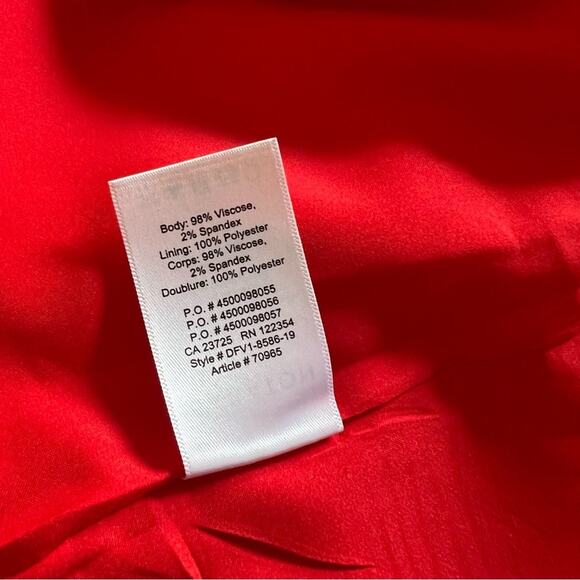 Body: 98% Viscose,
2% Spandex
Lining: 100% Polyester
Corps: 98% Viscose,
2% Spandex
Doublure: 100% Polyester
P.O. # 4500098055
P.O. # 4500098056
P.O. # 4500098057
CA 23725 RN 122354
Style # DFV1-8586-19
Article # 70965